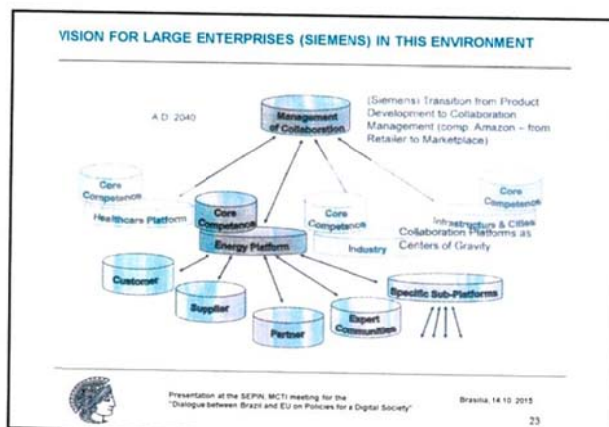 VISION FOR LARGE ENTERPRISES (SIEMENS) IN THIS ENVIRONMENT
A.D. 2040
Management
of Collaboration
(Siemens) Transition from Product
Development to Collaboration
Management (comp. Amazon – from
Retailer to Marketplace)
Core
Competence
Healthcare Platform
Core
Competence
Energy Platform
Core
Competence
Industry
Core
Competence
Infrastructure & Cities
Collaboration Platforms as
Centers of Gravity
Customer
Supplier
Partner
Expert
Communities
Specific Sub-Platforms
Presentation at the SEPIN, MCTI meeting for the
"Dialogue between Brazil and EU on Policies for a Digital Society"
Brasilia, 14.10. 2015
23